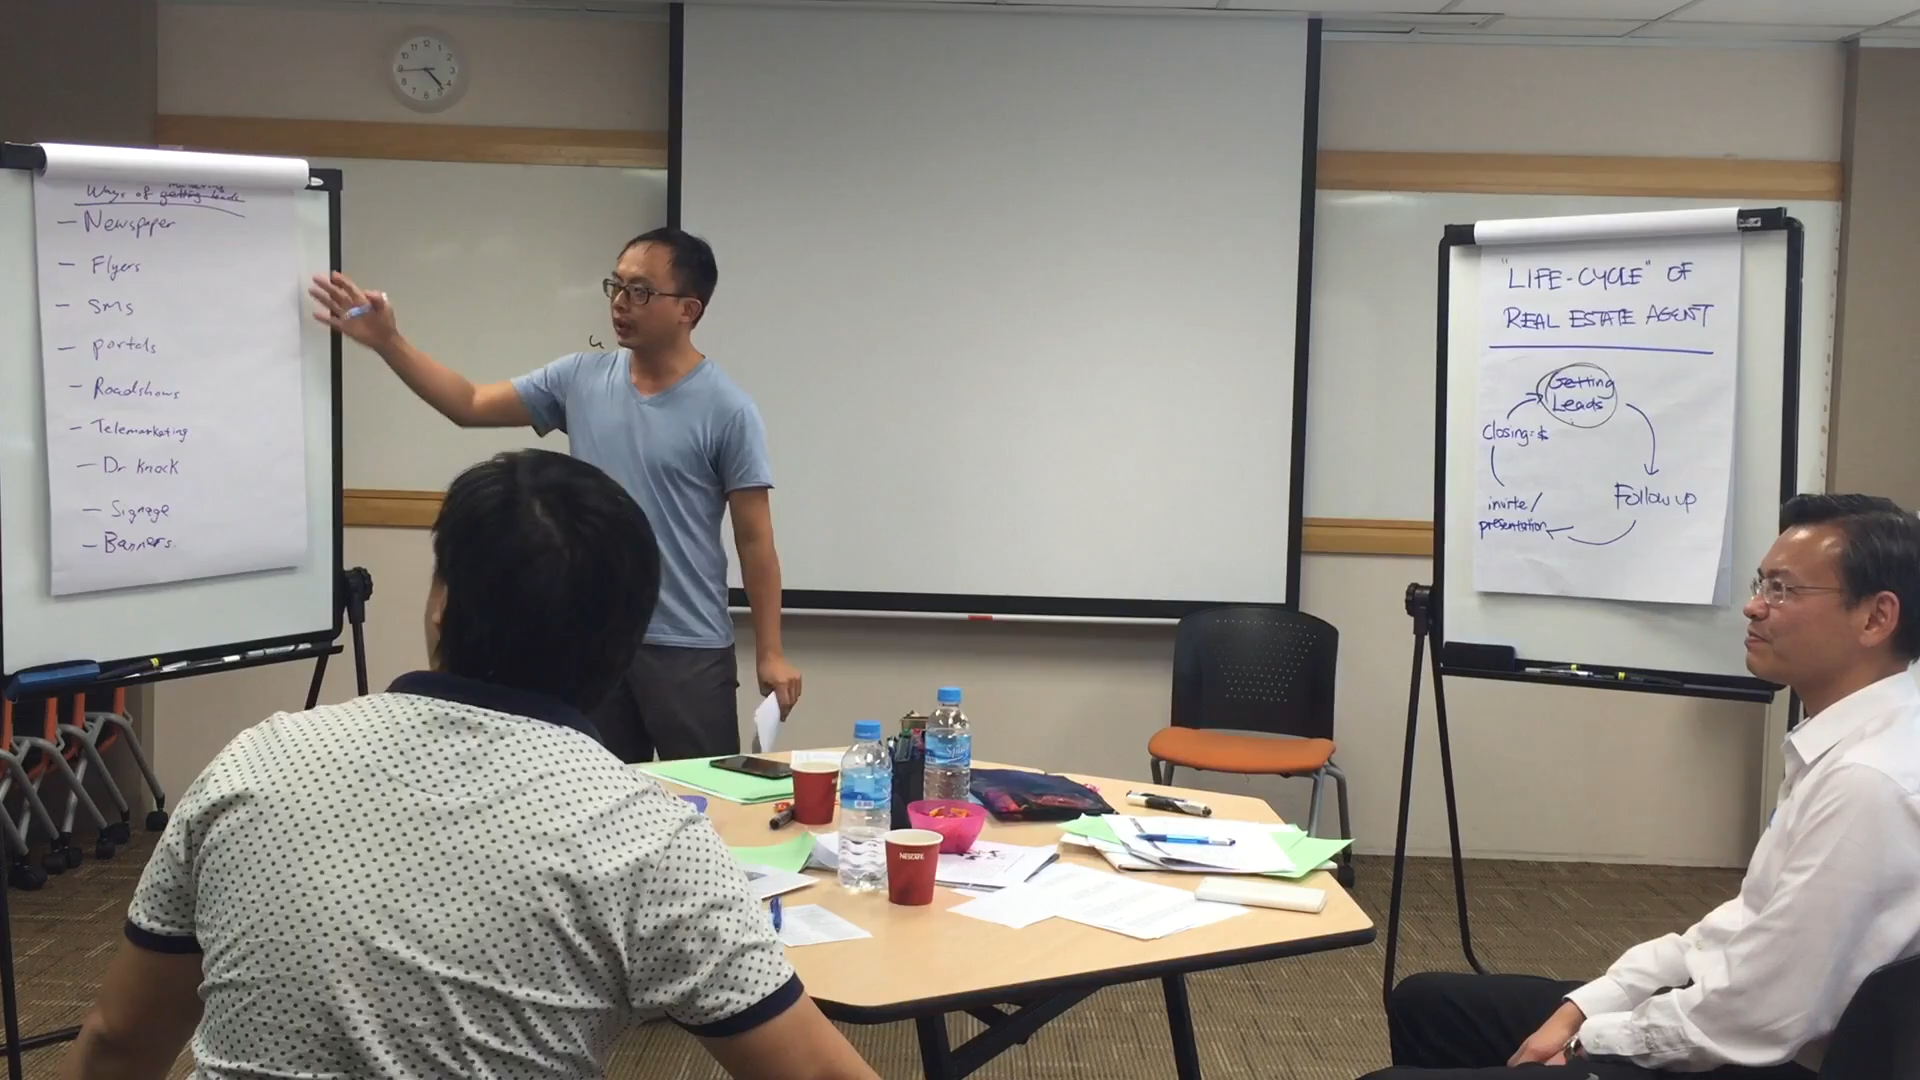 Ways of getting leads
— Newspaper
— Flyers
— SMS
— portals
— Roadshows
— Telemarketing
— Dr knock
— Signage
— Banners.
"LIFE-CYCLE" OF
REAL ESTATE AGENT
Getting
Leads
Closing = $
Follow up
invite/
presentation
NESCAFE